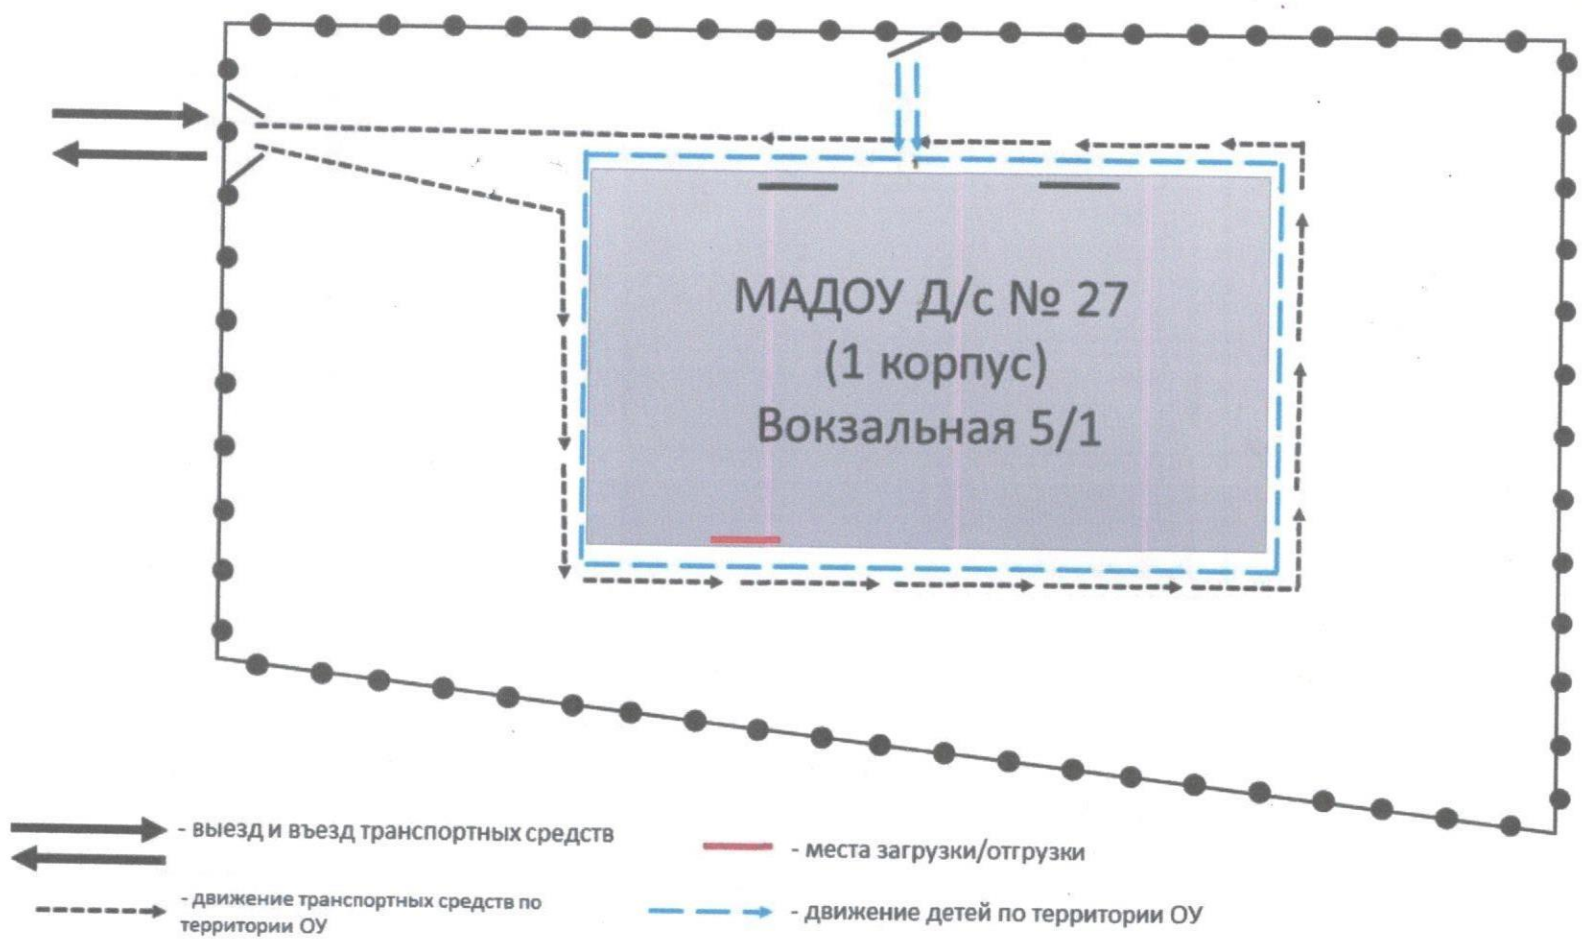 МАДОУ Д/с № 27
(1 корпус)
Вокзальная 5/1
- выезд и въезд транспортных средств
- места загрузки/отгрузки
- движение транспортных средств по
территории ОУ
- движение детей по территории ОУ